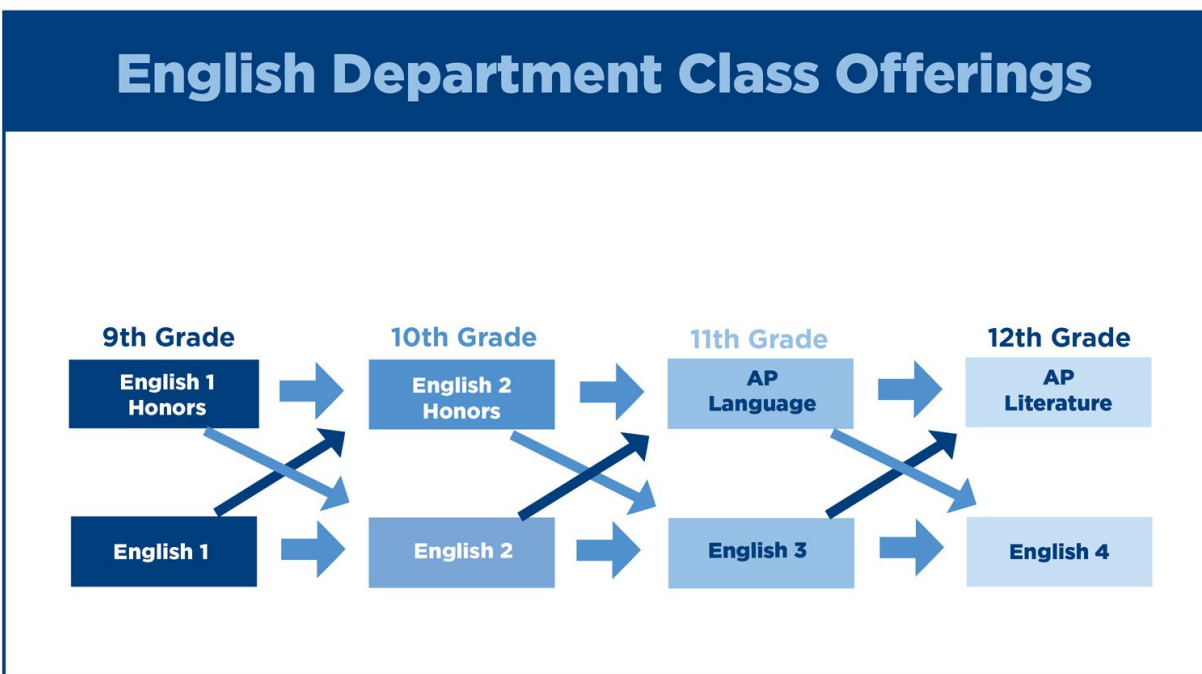 English Department Class Offerings
9th Grade
10th Grade
11th Grade
12th Grade
English 1
Honors
English 2
Honors
AP
Language
AP
Literature
English 1
English 2
English 3
English 4